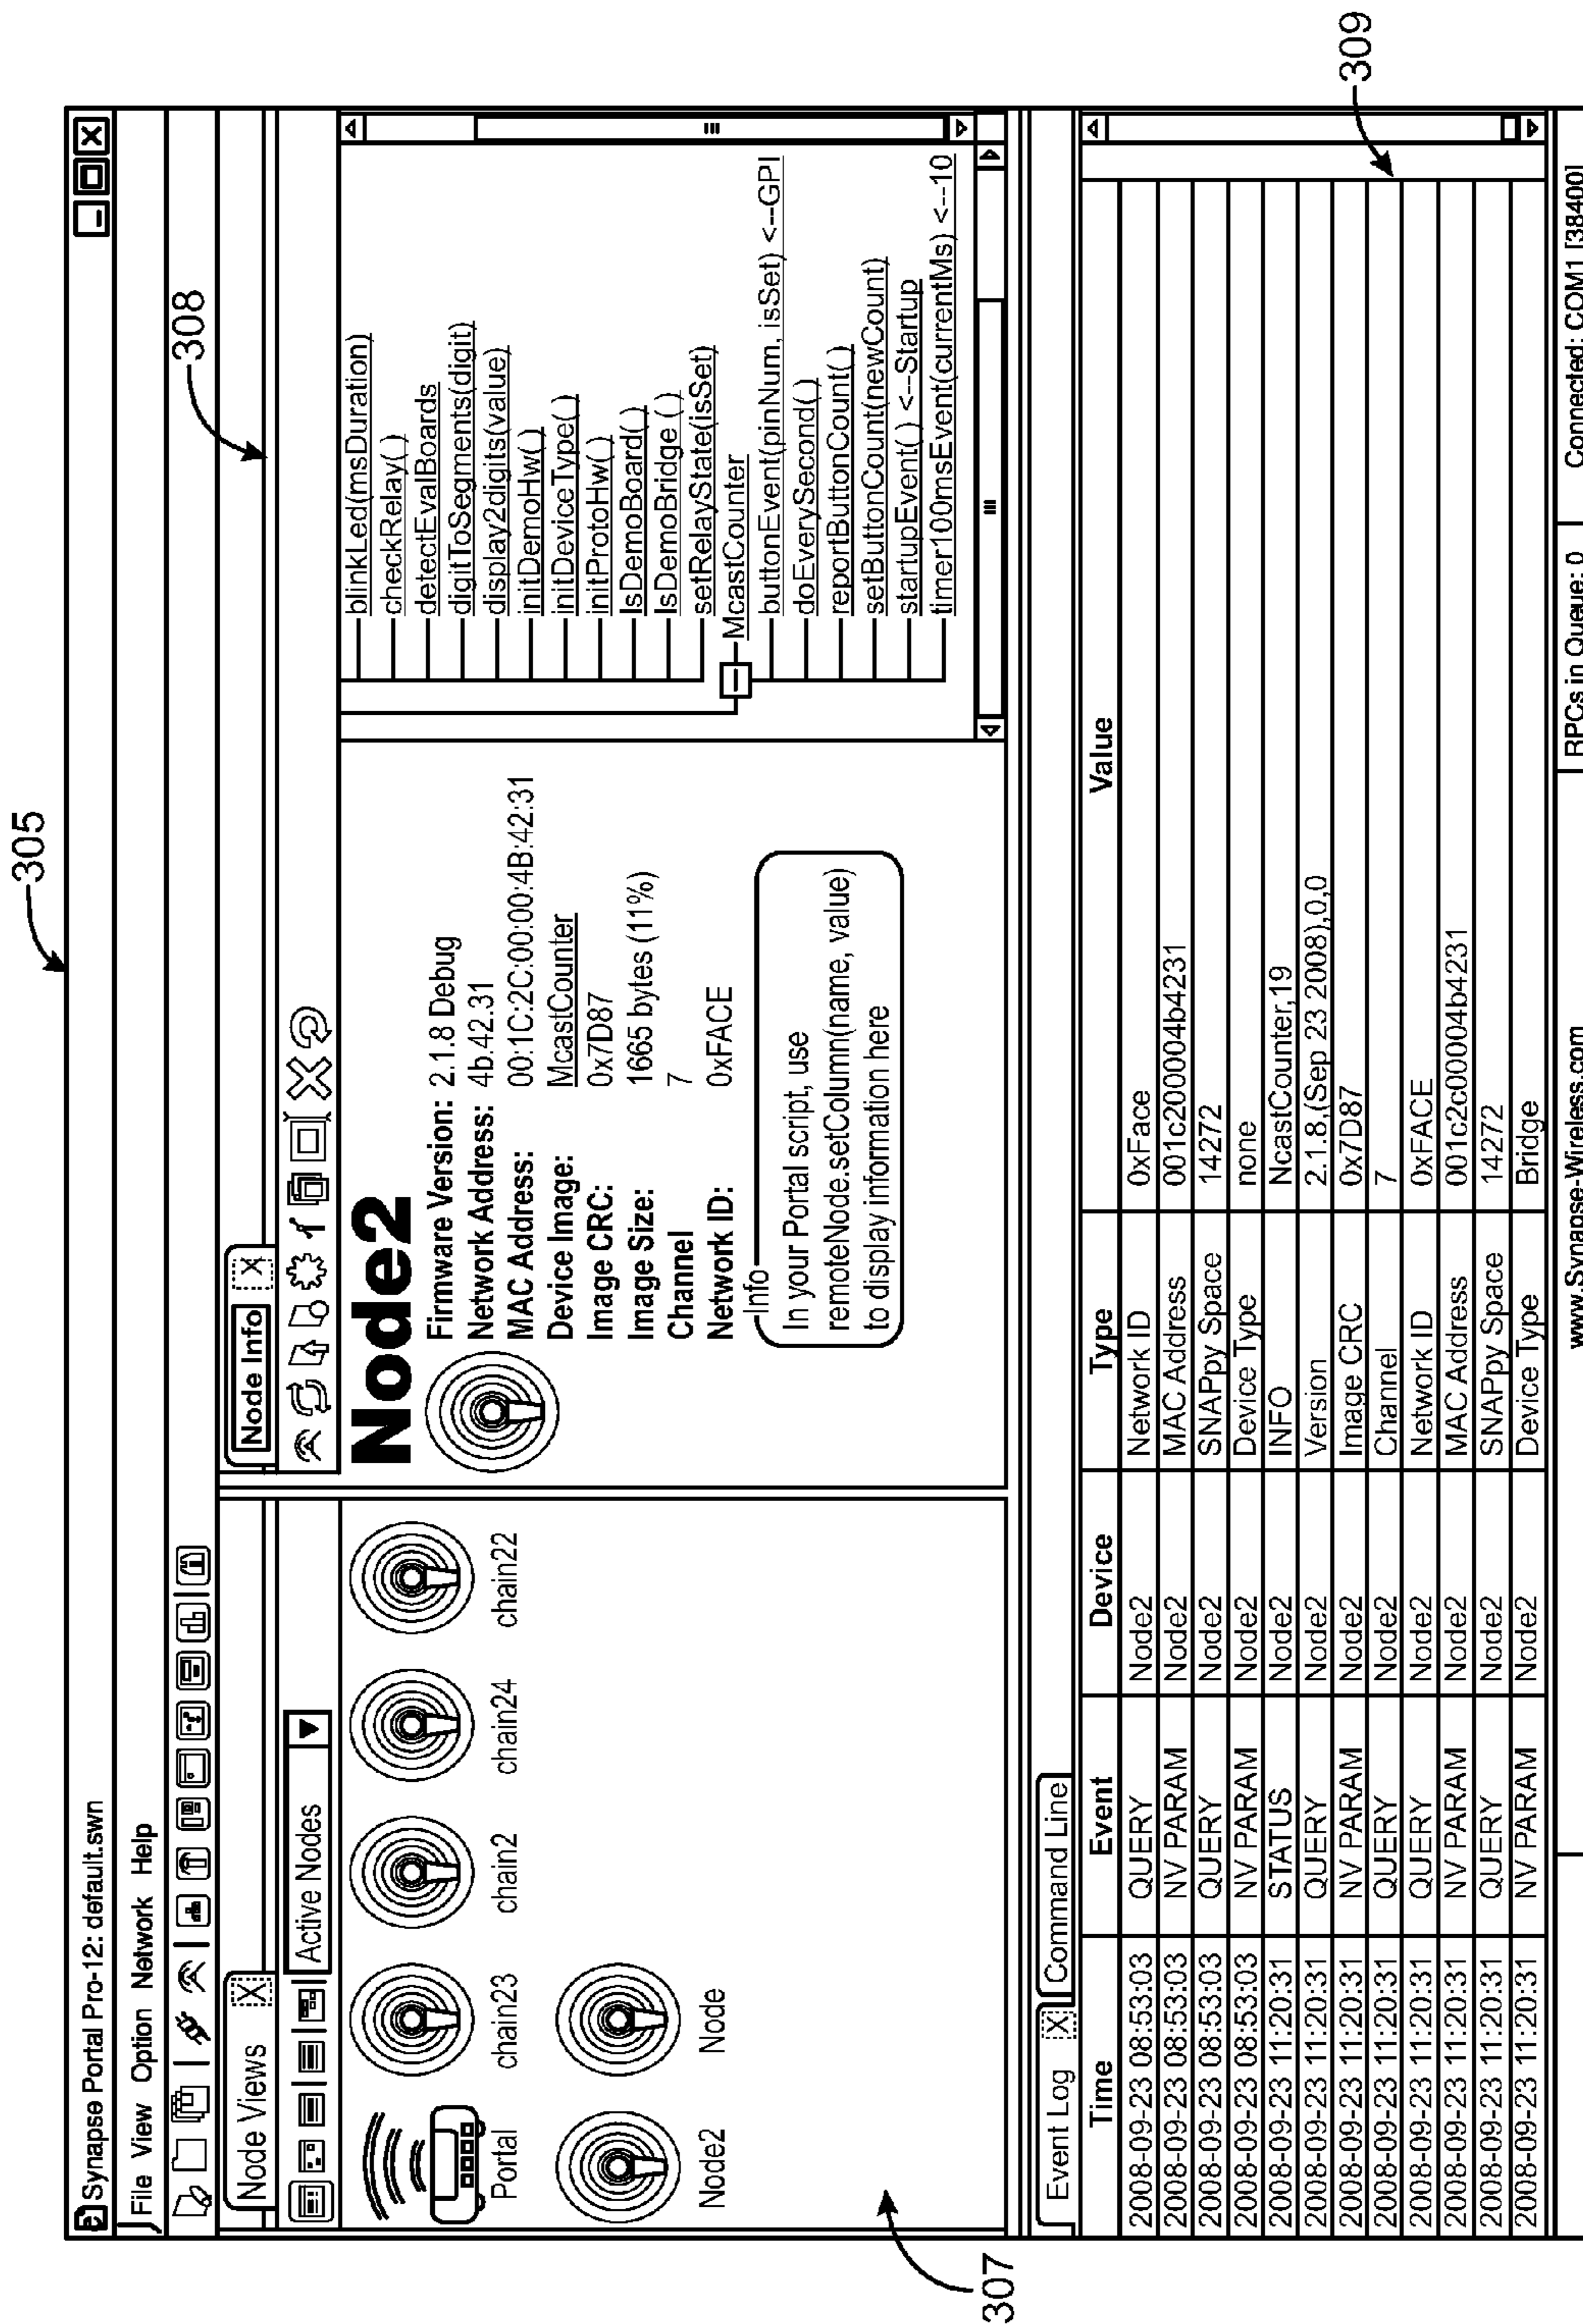 305
Synapse Portal Pro-12: default.swn
File View Option Network Help
308
Node Views X
Node Info X
Active Nodes
Portal
chain23
chain2
chain24
chain22
Node2
Node
307
Node2
Firmware Version: 2.1.8 Debug
Network Address: 4b.42.31
MAC Address: 00:1C:2C:00:00:4B:42:31
Device Image: McastCounter
Image CRC: 0x7D87
Image Size: 1665 bytes (11%)
Channel 7
Network ID: 0xFACE
Info
In your Portal script, use
remoteNode.setColumn(name, value)
to display information here
blinkLed(msDuration)
checkRelay( )
detectEvalBoards
digitToSegments(digit)
display2digits(value)
initDemoHw( )
initDeviceType( )
initProtoHw( )
IsDemoBoard( )
IsDemoBridge ( )
setRelayState(isSet)
McastCounter
buttonEvent(pinNum, isSet) <--GPI
doEverySecond( )
reportButtonCount( )
setButtonCount(newCount)
startupEvent( ) <--Startup
timer100msEvent(currentMs) <--10
Event Log X Command Line
309
Time Event Device Type Value
2008-09-23 08:53:03 QUERY Node2 Network ID 0xFace
2008-09-23 08:53:03 NV PARAM Node2 MAC Address 001c200004b4231
2008-09-23 08:53:03 QUERY Node2 SNAPpy Space 14272
2008-09-23 08:53:03 NV PARAM Node2 Device Type none
2008-09-23 11:20:31 STATUS Node2 INFO NcastCounter,19
2008-09-23 11:20:31 QUERY Node2 Version 2.1.8,(Sep 23 2008),0,0
2008-09-23 11:20:31 NV PARAM Node2 Image CRC 0x7D87
2008-09-23 11:20:31 QUERY Node2 Channel 7
2008-09-23 11:20:31 QUERY Node2 Network ID 0xFACE
2008-09-23 11:20:31 NV PARAM Node2 MAC Address 001c2c00004b4231
2008-09-23 11:20:31 QUERY Node2 SNAPpy Space 14272
2008-09-23 11:20:31 NV PARAM Node2 Device Type Bridge
www.Synapse-Wireless.com RPCs in Queue: 0 Connected: COM1 [38400]